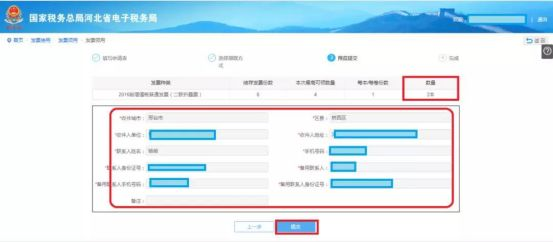 国家税务总局河北省电子税务局
首页 > 发票使用 > 发票领用 > 发票领用
返回
填写申请表
选择领取方式
3 预览提交
4 完成
发票种类 结存发票份数 本次最高可领数量 每本/每卷份数 数量
2016版增值税普通发票（二联折叠票） 6 4 1 2本
*收件城市： 邢台市 *区县： 桥西区
*收件人单位： *收件人地址：
*联系人姓名： *手机号码：
*联系人身份证号： *备用联系人：
*备用联系人手机号码： *备用联系人身份证号：
备注：
上一步 提交